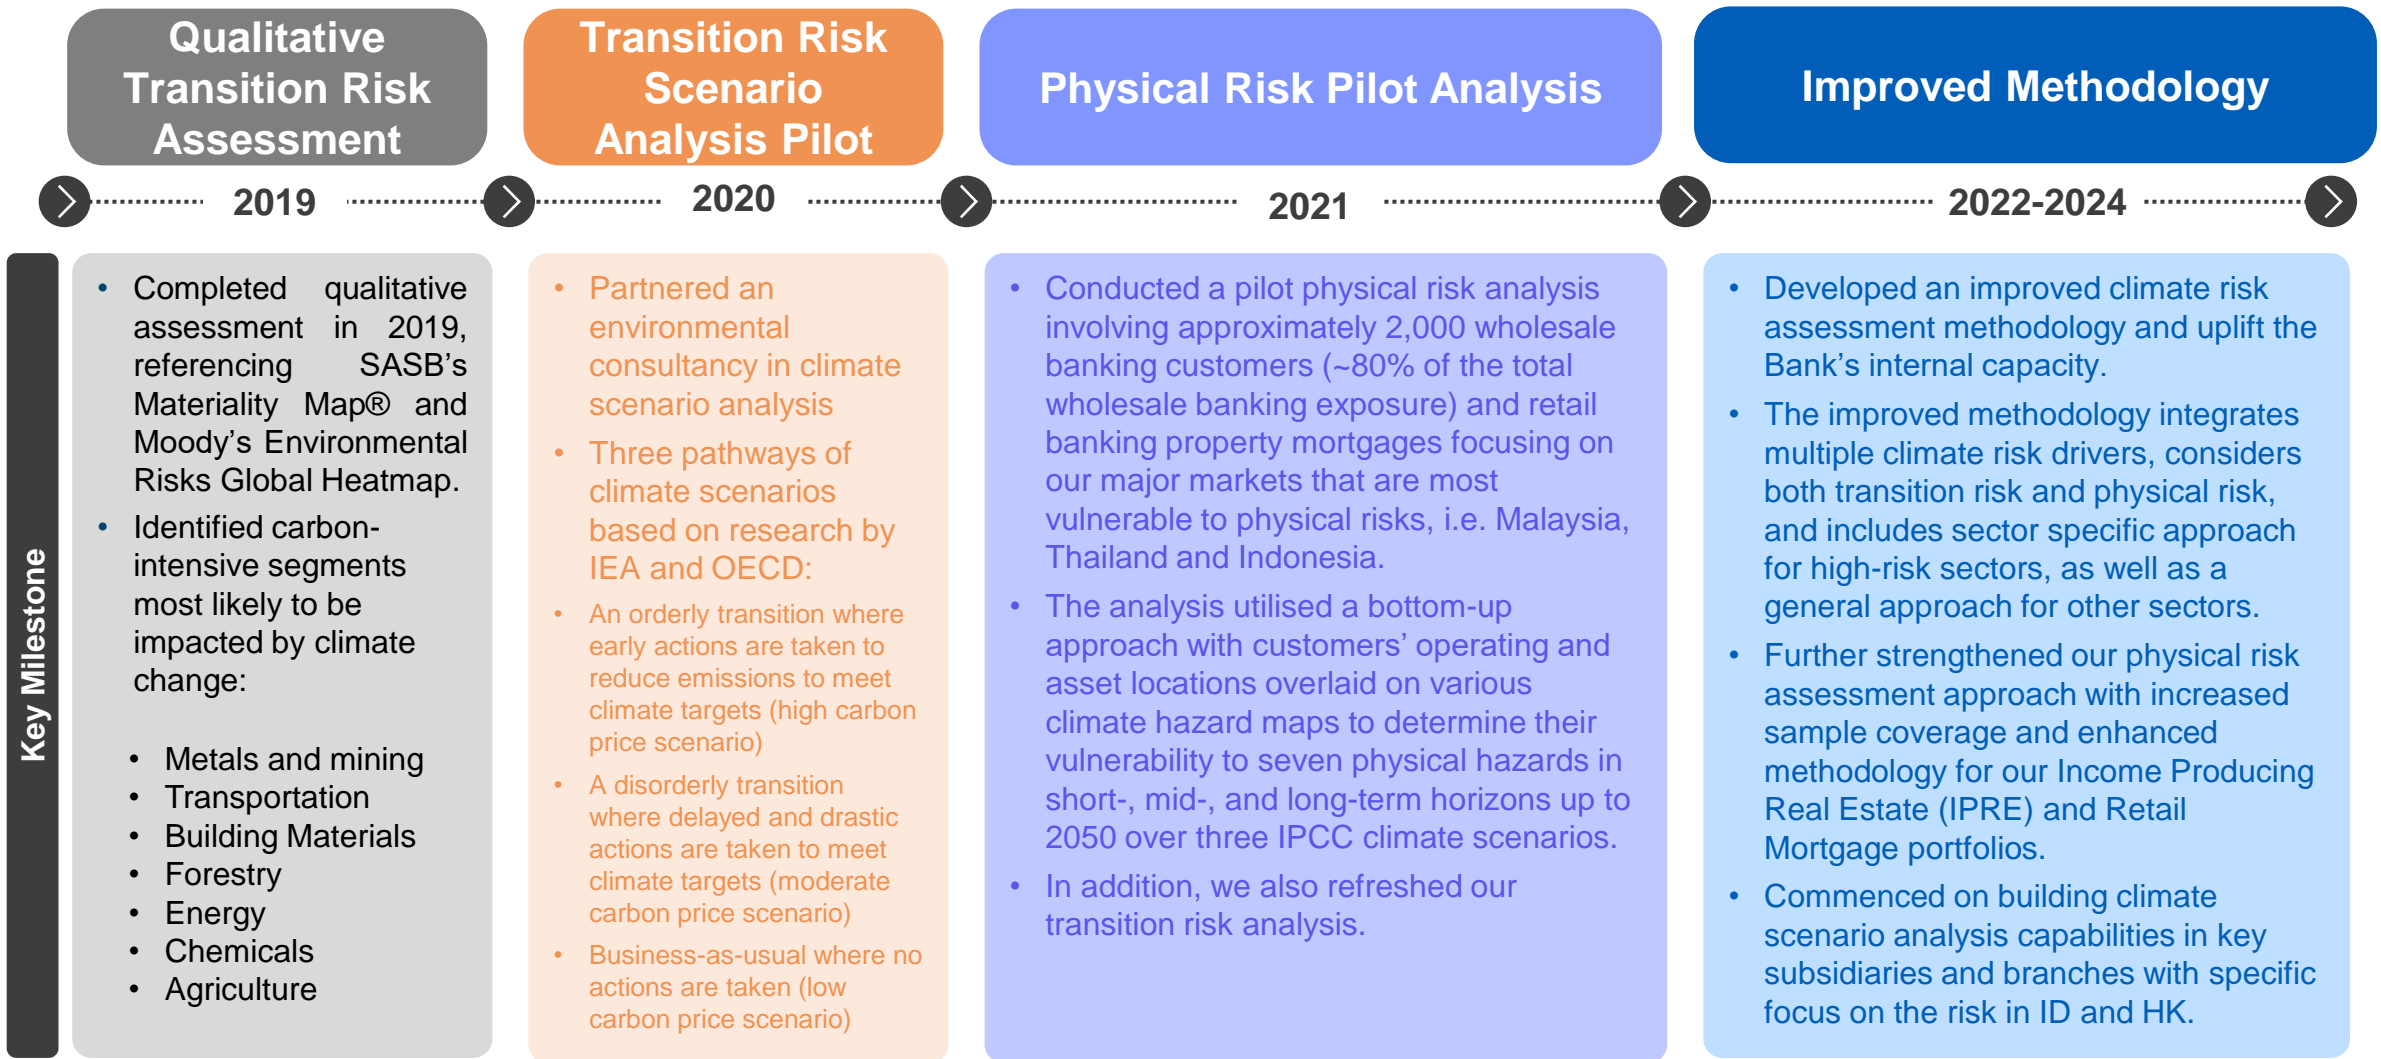 Qualitative
Transition Risk
Assessment
Transition Risk
Scenario
Analysis Pilot
Physical Risk Pilot Analysis
Improved Methodology
2019
2020
2021
2022-2024
Key Milestone
• Completed qualitative
assessment in 2019,
referencing SASB’s
Materiality Map® and
Moody’s Environmental
Risks Global Heatmap.
• Identified carbon-
intensive segments
most likely to be
impacted by climate
change:
• Metals and mining
• Transportation
• Building Materials
• Forestry
• Energy
• Chemicals
• Agriculture
• Partnered an
environmental
consultancy in climate
scenario analysis
• Three pathways of
climate scenarios
based on research by
IEA and OECD:
• An orderly transition where
early actions are taken to
reduce emissions to meet
climate targets (high carbon
price scenario)
• A disorderly transition
where delayed and drastic
actions are taken to meet
climate targets (moderate
carbon price scenario)
• Business-as-usual where no
actions are taken (low
carbon price scenario)
• Conducted a pilot physical risk analysis
involving approximately 2,000 wholesale
banking customers (~80% of the total
wholesale banking exposure) and retail
banking property mortgages focusing on
our major markets that are most
vulnerable to physical risks, i.e. Malaysia,
Thailand and Indonesia.
• The analysis utilised a bottom-up
approach with customers’ operating and
asset locations overlaid on various
climate hazard maps to determine their
vulnerability to seven physical hazards in
short-, mid-, and long-term horizons up to
2050 over three IPCC climate scenarios.
• In addition, we also refreshed our
transition risk analysis.
• Developed an improved climate risk
assessment methodology and uplift the
Bank’s internal capacity.
• The improved methodology integrates
multiple climate risk drivers, considers
both transition risk and physical risk,
and includes sector specific approach
for high-risk sectors, as well as a
general approach for other sectors.
• Further strengthened our physical risk
assessment approach with increased
sample coverage and enhanced
methodology for our Income Producing
Real Estate (IPRE) and Retail
Mortgage portfolios.
• Commenced on building climate
scenario analysis capabilities in key
subsidiaries and branches with specific
focus on the risk in ID and HK.